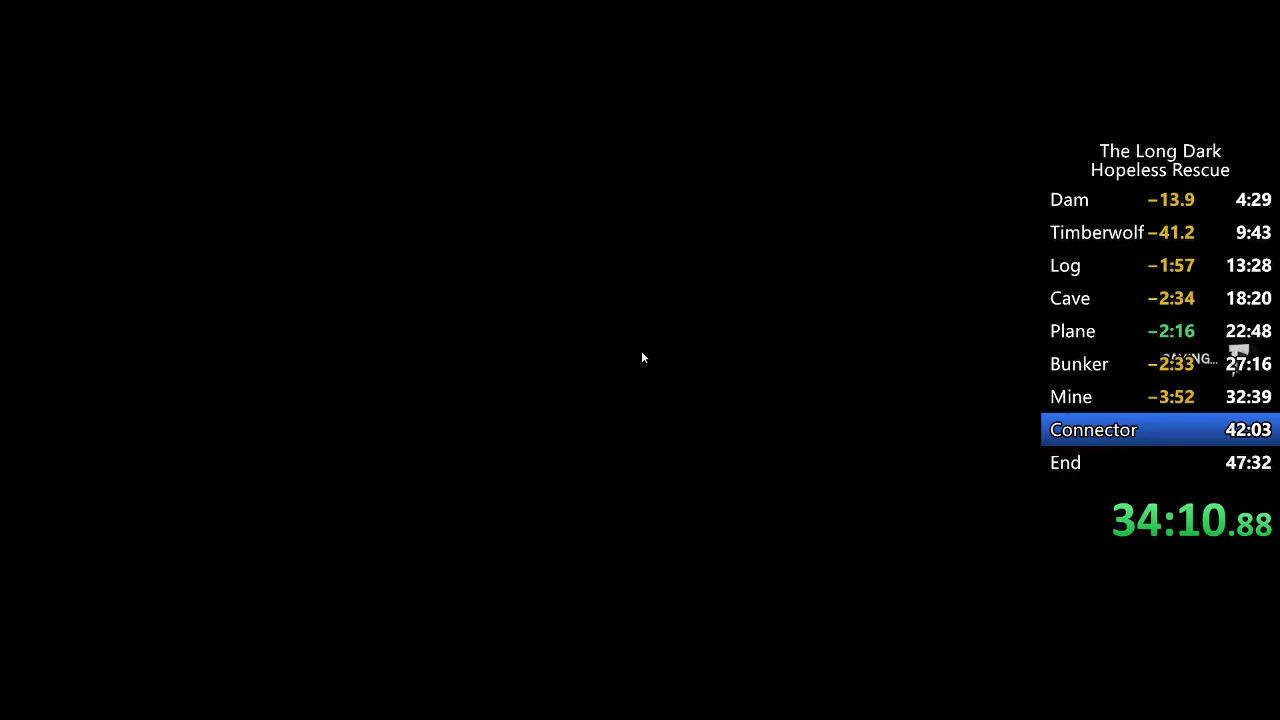 The Long Dark
Hopeless Rescue
Dam −13.9 4:29
Timberwolf −41.2 9:43
Log −1:57 13:28
Cave −2:34 18:20
Plane −2:16 22:48
Bunker −2:33 27:16
Mine −3:52 32:39
Connector 42:03
End 47:32
34:10.88